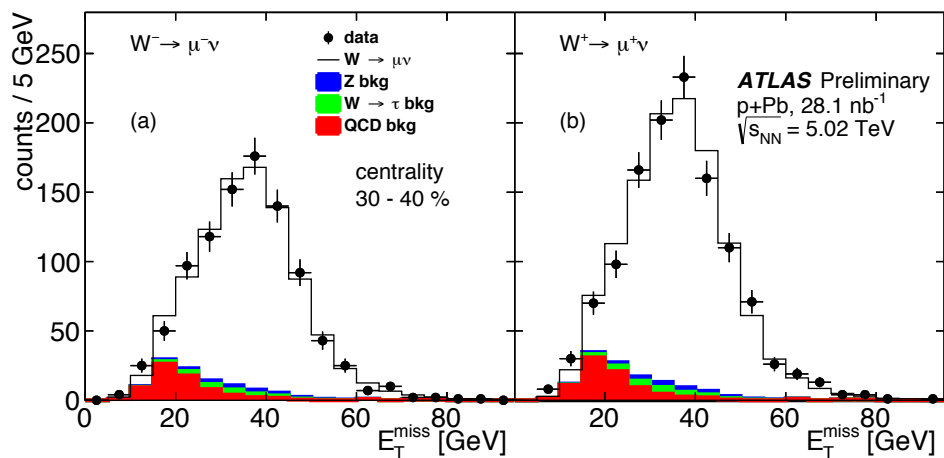 counts / 5 GeV
250
200
150
100
50
0
W⁻→ μ⁻ν
(a)
data
W → μν
Z bkg
W → τ bkg
QCD bkg
centrality
30 - 40 %
0 20 40 60 80
E_T^miss [GeV]
W⁺→ μ⁺ν
(b)
ATLAS Preliminary
p+Pb, 28.1 nb⁻¹
√s_NN = 5.02 TeV
20 40 60 80
E_T^miss [GeV]